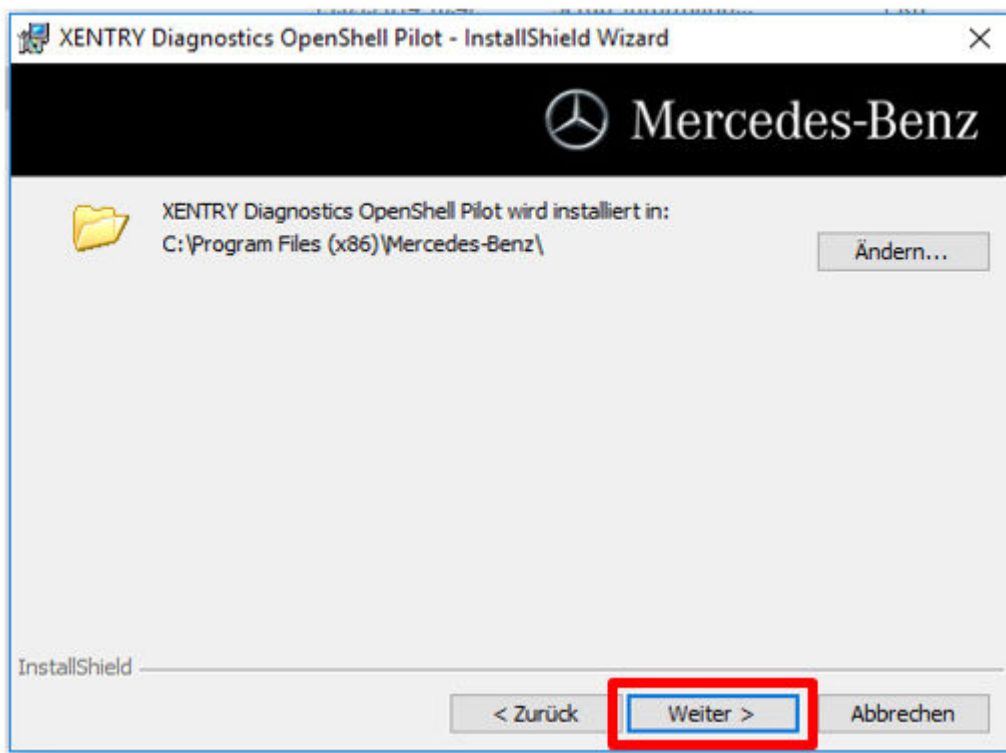 XENTRY Diagnostics OpenShell Pilot - InstallShield Wizard
Mercedes-Benz
XENTRY Diagnostics OpenShell Pilot wird installiert in:
C:\Program Files (x86)\Mercedes-Benz\
Ändern...
InstallShield
< Zurück
Weiter >
Abbrechen